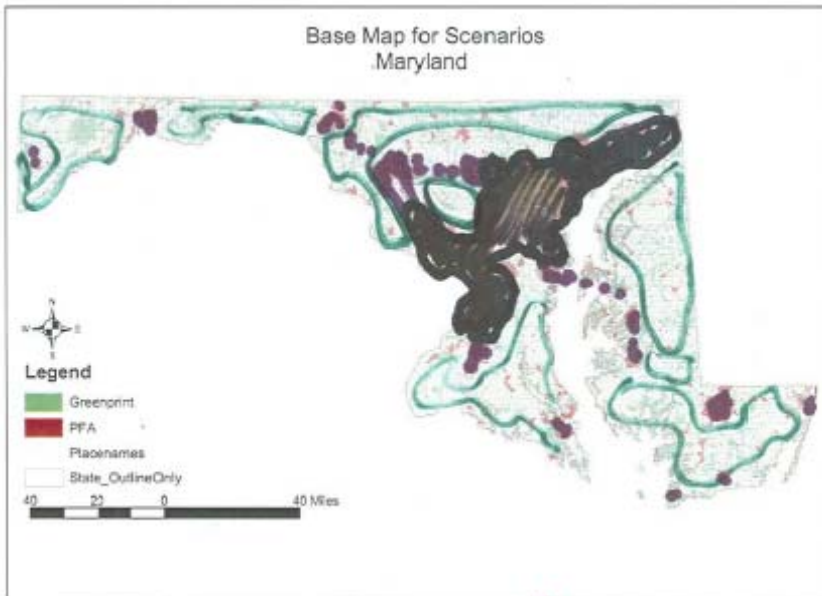 Base Map for Scenarios
Maryland
N
W E
S
Legend
Greenprint
PFA
Placenames
State_OutlineOnly
40 20 0 40 Miles